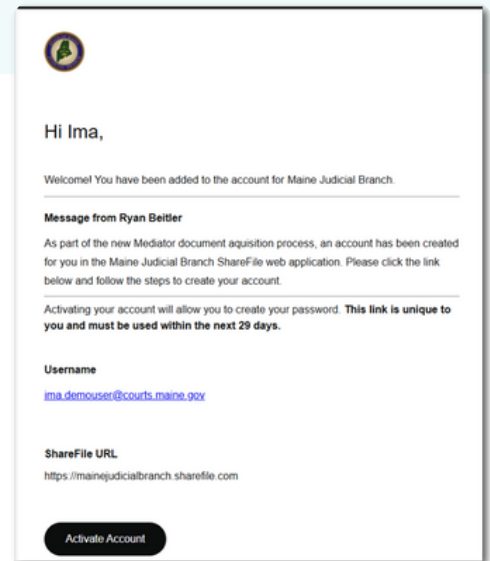 Hi Ima,
Welcome! You have been added to the account for Maine Judicial Branch.
Message from Ryan Beitler
As part of the new Mediator document aquisition process, an account has been created
for you in the Maine Judicial Branch ShareFile web application. Please click the link
below and follow the steps to create your account.
Activating your account will allow you to create your password. This link is unique to
you and must be used within the next 29 days.
Username
ima.demouser@courts.maine.gov
ShareFile URL
https://mainejudicialbranch.sharefile.com
Activate Account